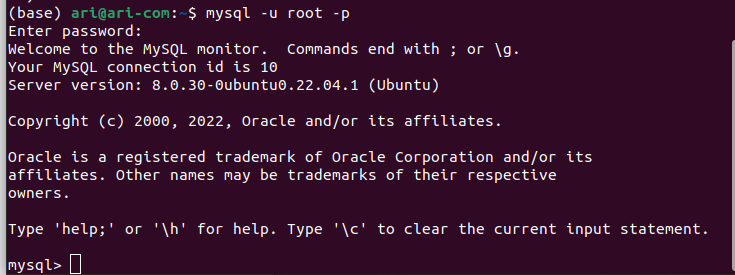 (base) ari@ari-com:~$ mysql -u root -p
Enter password:
Welcome to the MySQL monitor.  Commands end with ; or \g.
Your MySQL connection id is 10
Server version: 8.0.30-0ubuntu0.22.04.1 (Ubuntu)

Copyright (c) 2000, 2022, Oracle and/or its affiliates.

Oracle is a registered trademark of Oracle Corporation and/or its
affiliates. Other names may be trademarks of their respective
owners.

Type 'help;' or '\h' for help. Type '\c' to clear the current input statement.

mysql>